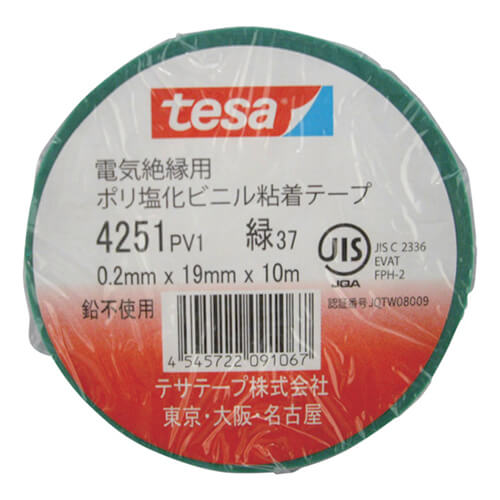 tesa
電気絶縁用
ポリ塩化ビニル粘着テープ
4251 PV1 緑 37
0.2mm x 19mm x 10m
JIS
JQA
JIS C 2336
EVAT
FPH-2
鉛不使用
認証番号 JQTW08009
4 545722 091067
テサテープ株式会社
東京・大阪・名古屋